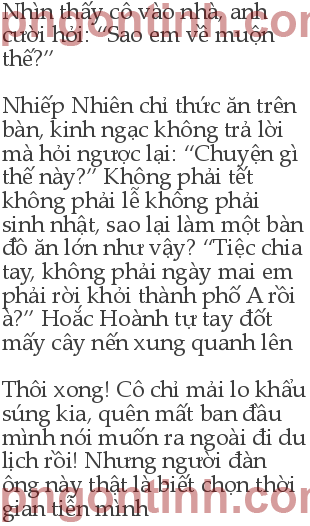 Nhìn thấy cô vào nhà, anh
cười hỏi: “Sao em về muộn
thế?”
Nhiếp Nhiên chỉ thức ăn trên
bàn, kinh ngạc không trả lời
mà hỏi ngược lại: “Chuyện gì
thế này?” Không phải tết
không phải lễ không phải
sinh nhật, sao lại làm một bàn
đồ ăn lớn như vậy? “Tiệc chia
tay, không phải ngày mai em
phải rời khỏi thành phố A rồi
à?” Hoắc Hoành tự tay đốt
mấy cây nến xung quanh lên
Thôi xong! Cô chỉ mải lo khẩu
súng kia, quên mất ban đầu
mình nói muốn ra ngoài đi du
lịch rồi! Nhưng người đàn
ông này thật là biết chọn thời
gian tiễn mình